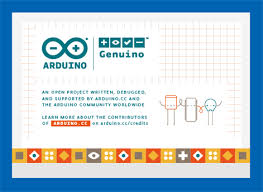 ARDUINO
Genuino
AN OPEN PROJECT WRITTEN, DEBUGGED,
AND SUPPORTED BY ARDUINO.CC AND
THE ARDUINO COMMUNITY WORLDWIDE
LEARN MORE ABOUT THE CONTRIBUTORS
OF ARDUINO.CC on arduino.cc/credits